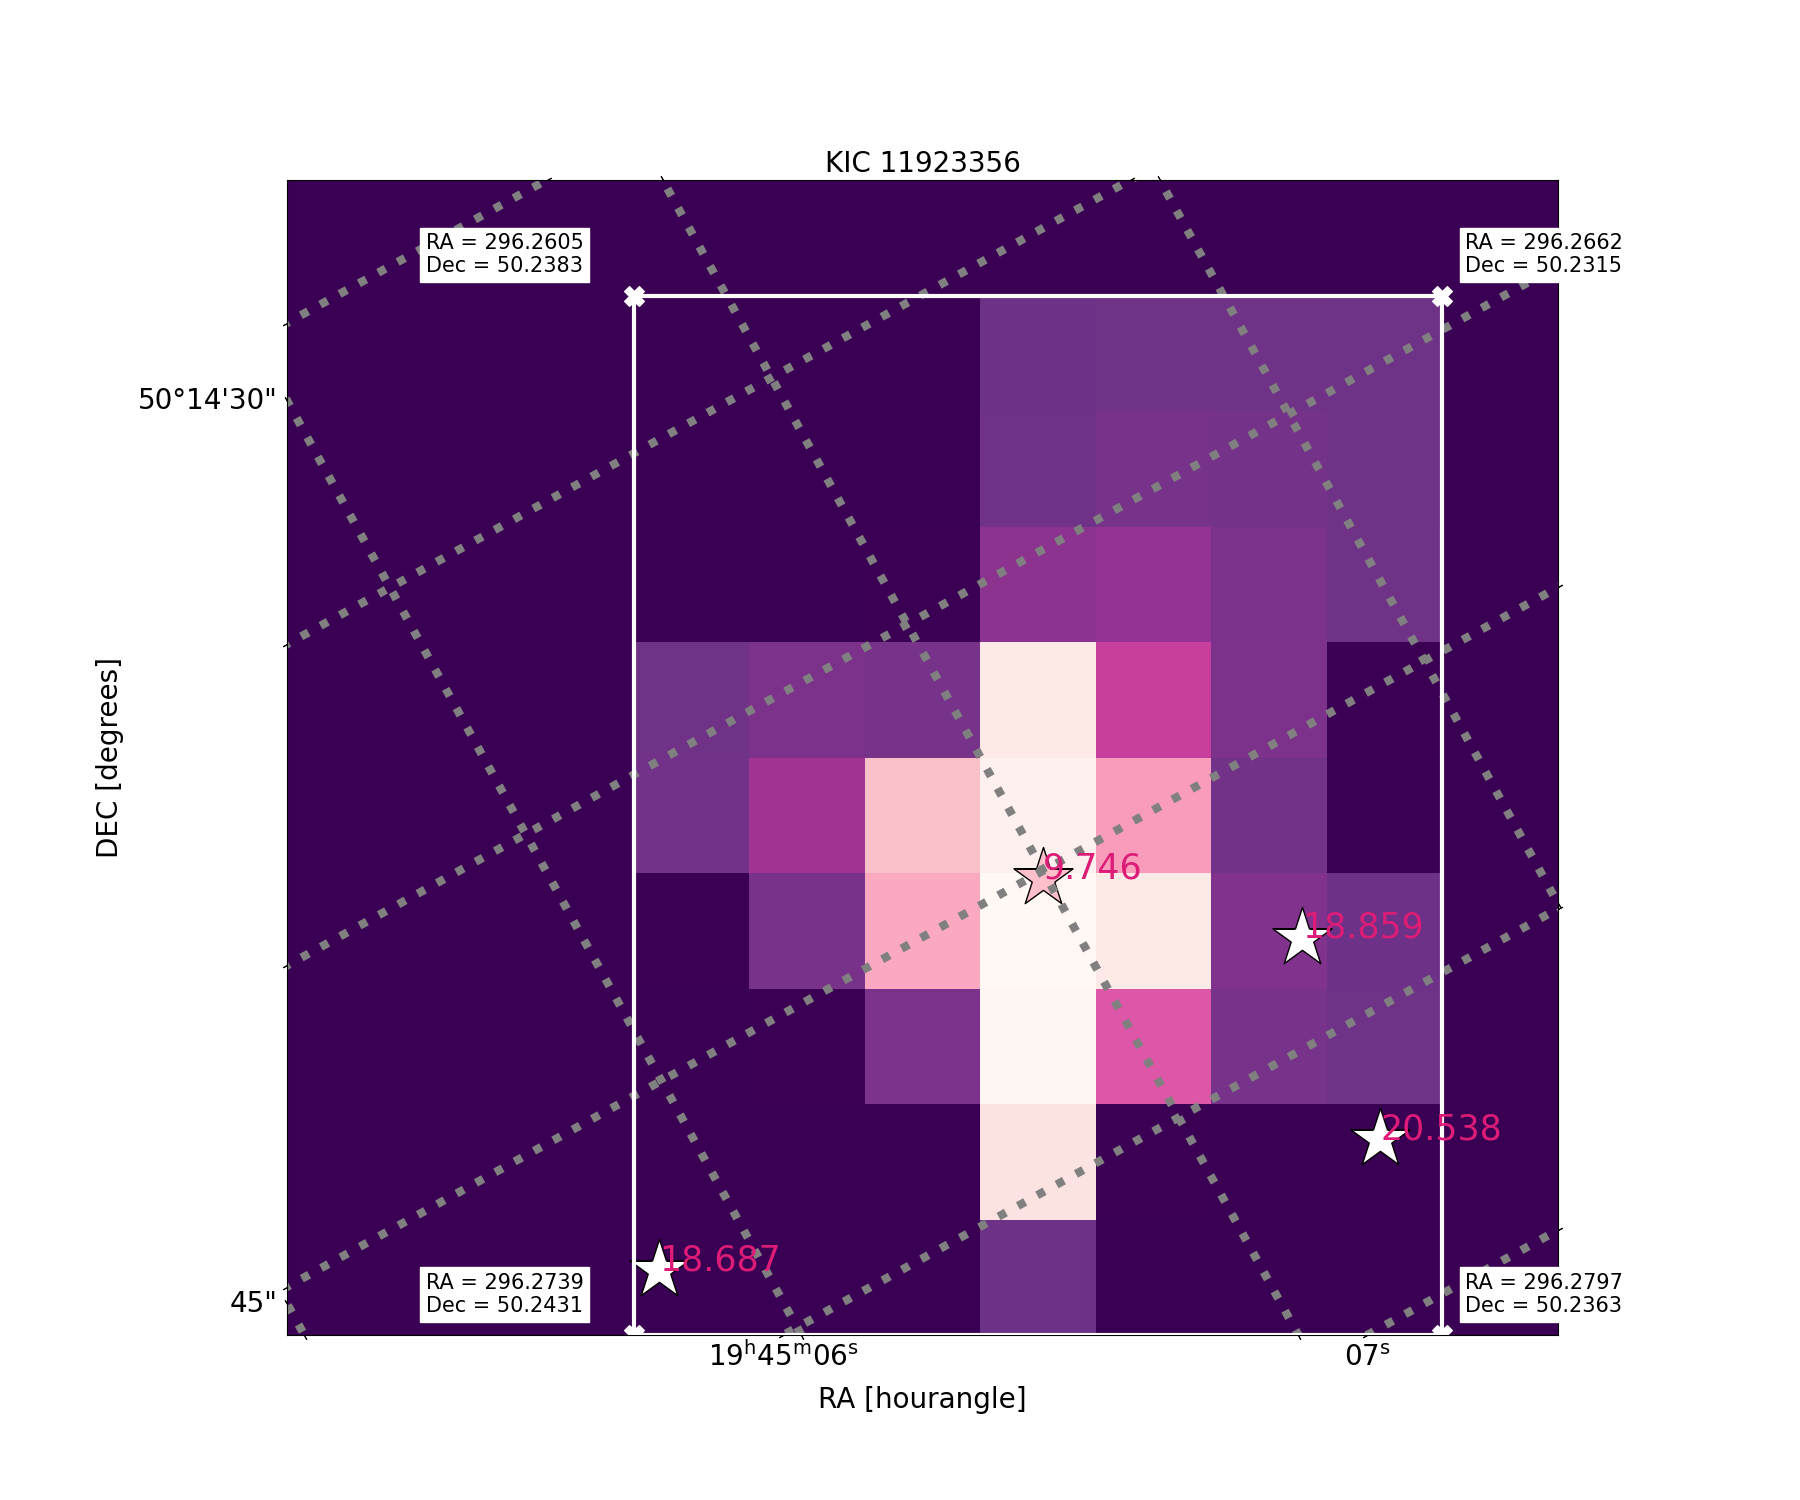 KIC 11923356
RA = 296.2605
Dec = 50.2383
RA = 296.2662
Dec = 50.2315
50°14'30"
DEC [degrees]
9.746
18.859
20.538
18.687
RA = 296.2739
Dec = 50.2431
RA = 296.2797
Dec = 50.2363
45"
19ʰ45ᵐ06ˢ
07ˢ
RA [hourangle]